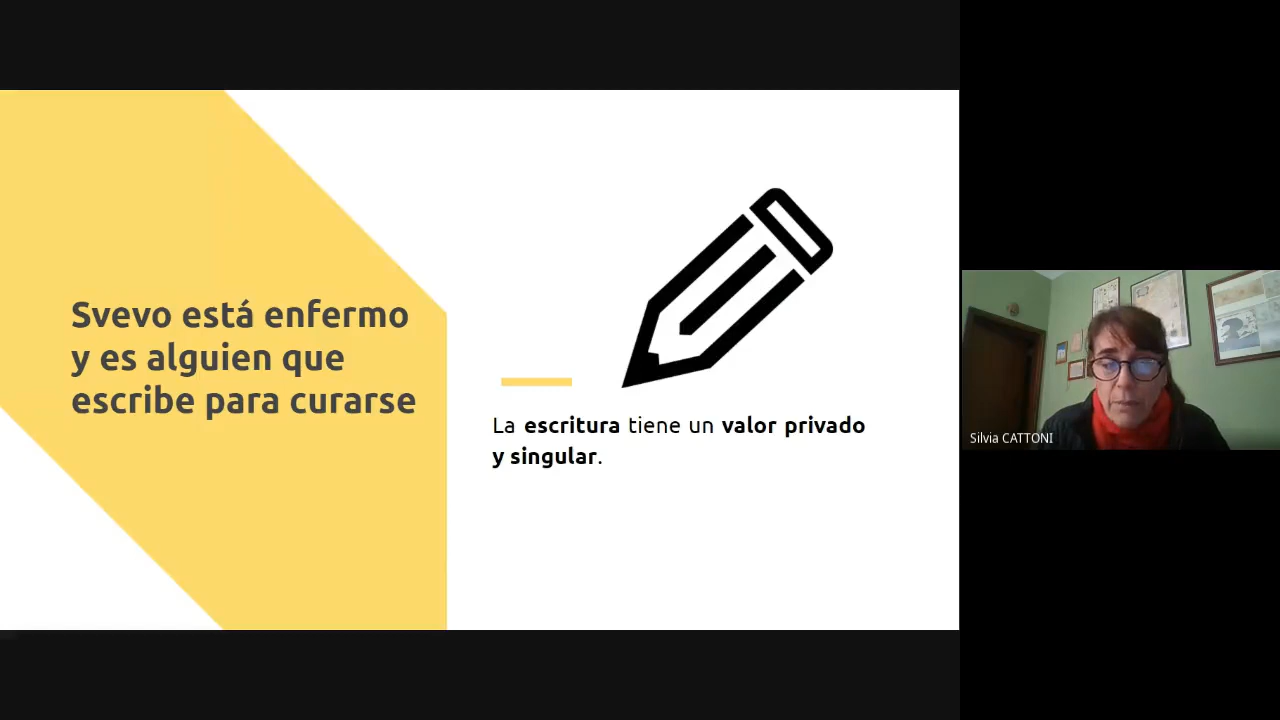 Svevo está enfermo
y es alguien que
escribe para curarse
La escritura tiene un valor privado
y singular.
Silvia CATTONI